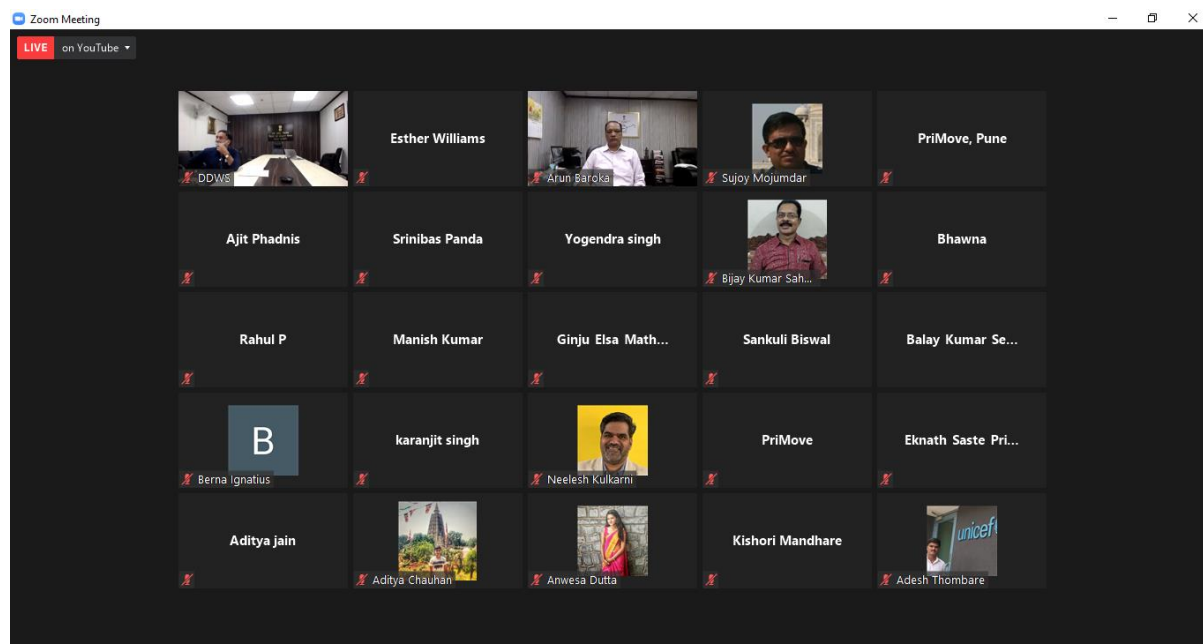 Zoom Meeting
LIVE on YouTube
DDWS
Esther Williams
Arun Baroka
Sujoy Mojumdar
PriMove, Pune
Ajit Phadnis
Srinibas Panda
Yogendra singh
Bijay Kumar Sah...
Bhawna
Rahul P
Manish Kumar
Ginju Elsa Math...
Sankuli Biswal
Balay Kumar Se...
B
Berna Ignatius
karanjit singh
Neelesh Kulkarni
PriMove
Eknath Saste Pri...
Aditya jain
Aditya Chauhan
Anwesa Dutta
Kishori Mandhare
unicef
Adesh Thombare